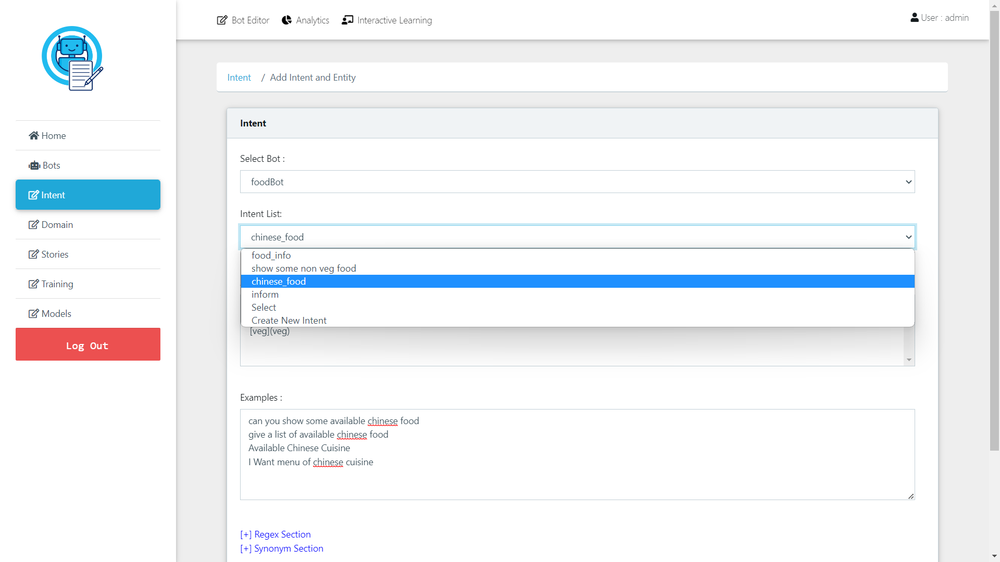 Bot Editor Analytics Interactive Learning User : admin
Intent / Add Intent and Entity
Home
Bots
Intent
Domain
Stories
Training
Models
Log Out
Intent
Select Bot :
foodBot
Intent List:
chinese_food
food_info
show some non veg food
chinese_food
inform
Select
Create New Intent
[veg](veg)
Examples :
can you show some available chinese food
give a list of available chinese food
Available Chinese Cuisine
I Want menu of chinese cuisine
[+] Regex Section
[+] Synonym Section